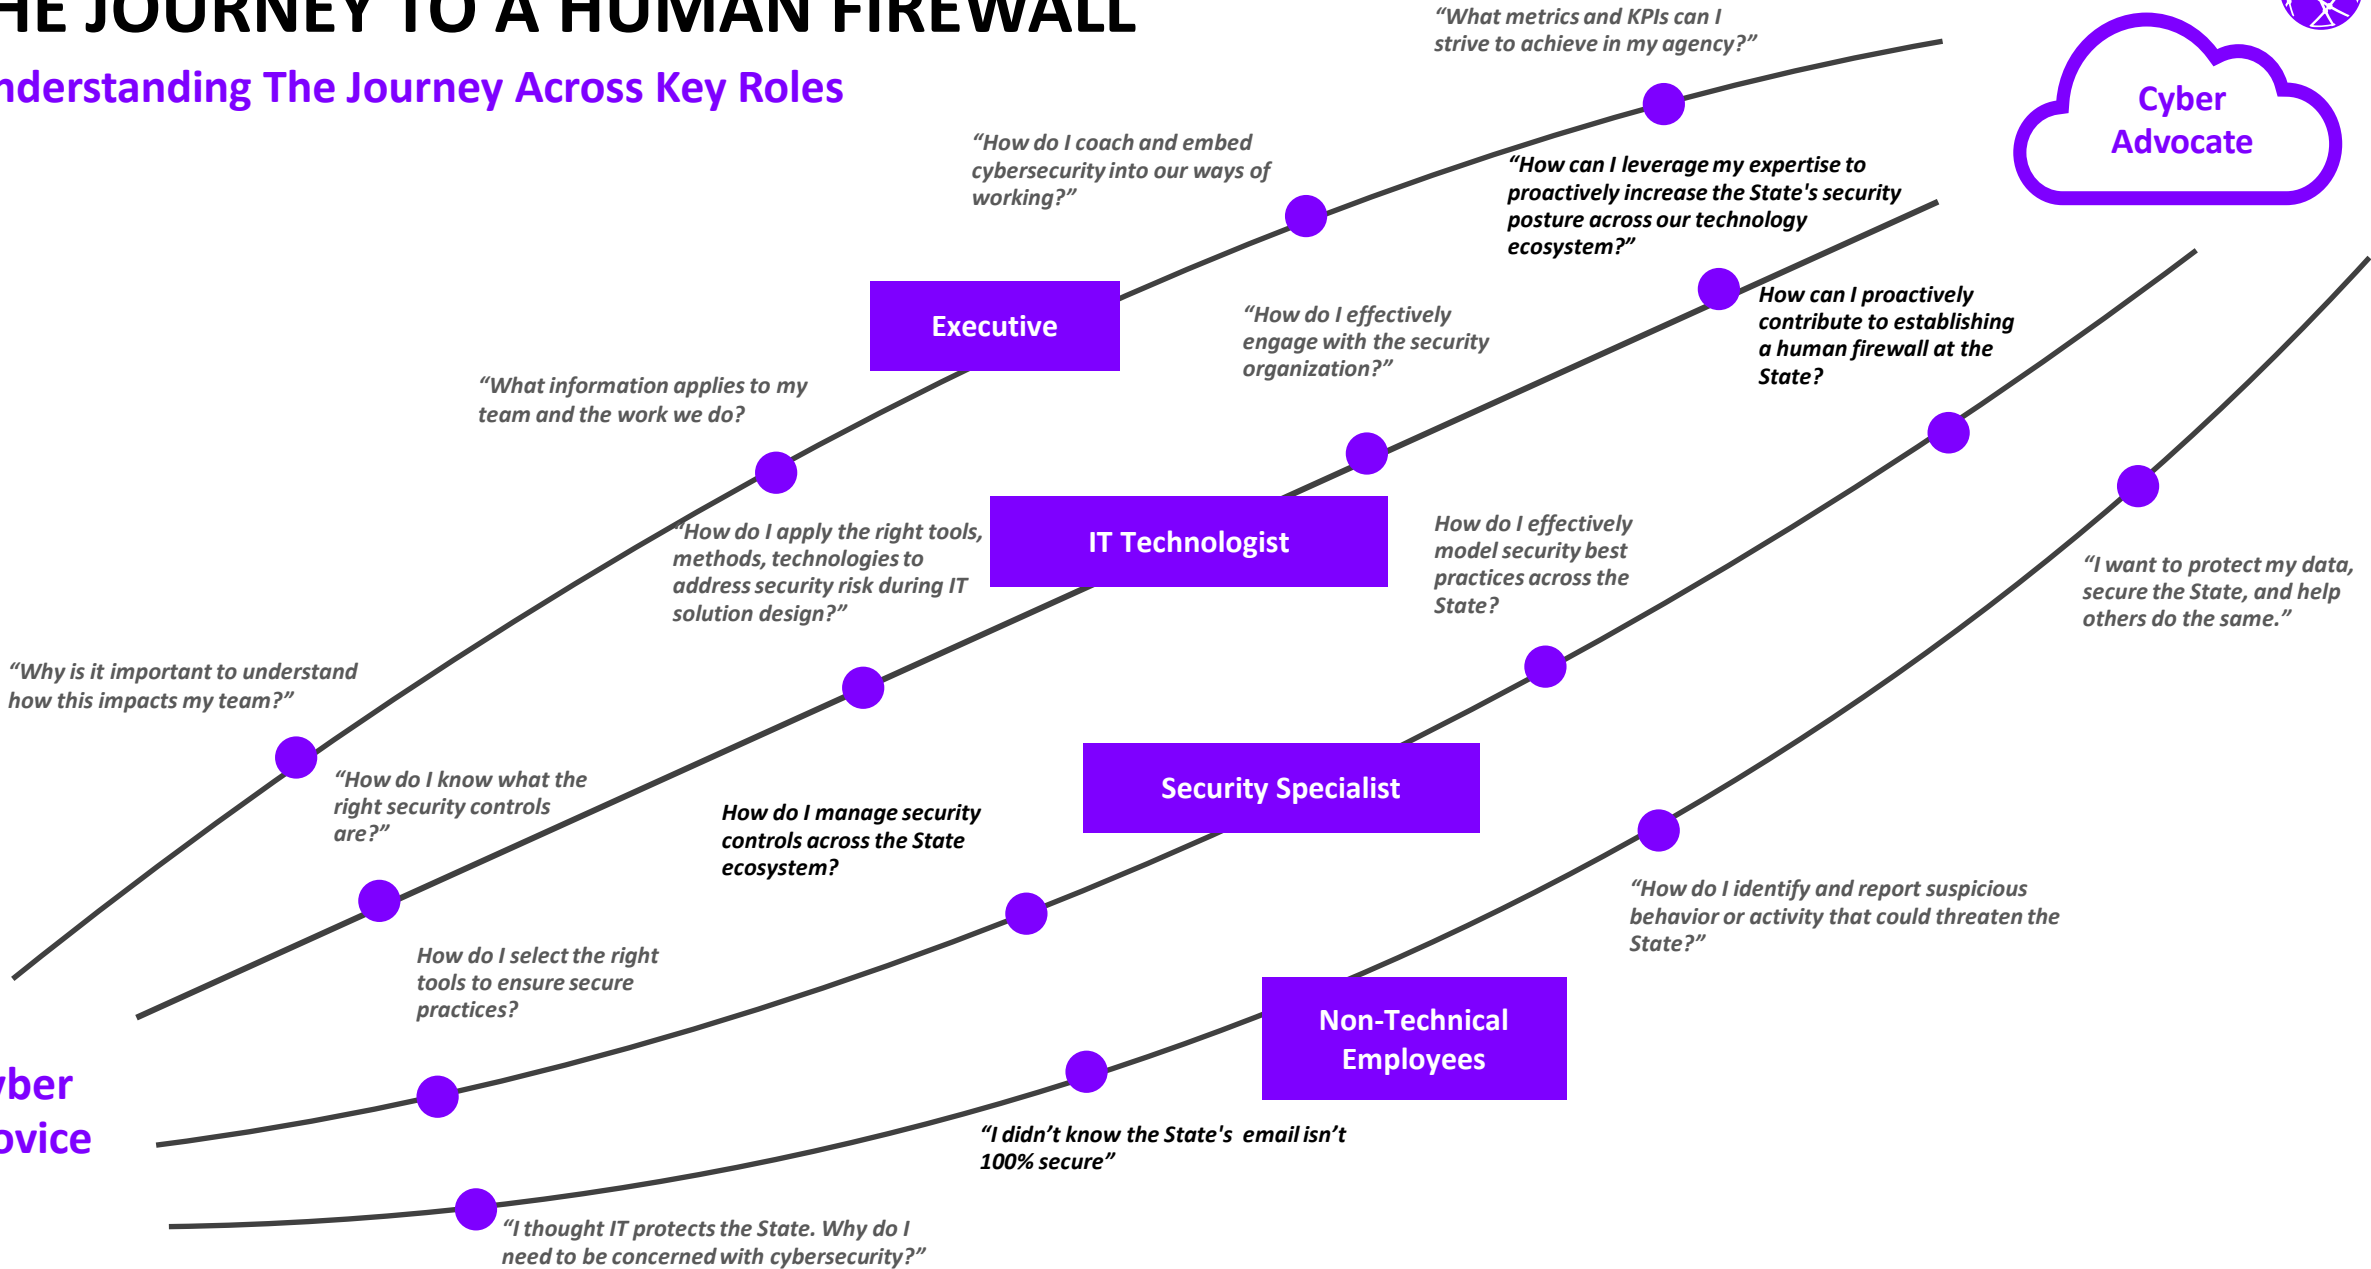 HE JOURNEY TO A HUMAN FIREWALL
nderstanding The Journey Across Key Roles
“What metrics and KPIs can I
strive to achieve in my agency?”
Cyber
Advocate
“How do I coach and embed
cybersecurity into our ways of
working?”
“How can I leverage my expertise to
proactively increase the State's security
posture across our technology
ecosystem?”
Executive
“How do I effectively
engage with the security
organization?”
How can I proactively
contribute to establishing
a human firewall at the
State?
“What information applies to my
team and the work we do?
“How do I apply the right tools,
methods, technologies to
address security risk during IT
solution design?”
IT Technologist
How do I effectively
model security best
practices across the
State?
“I want to protect my data,
secure the State, and help
others do the same.”
“Why is it important to understand
how this impacts my team?”
“How do I know what the
right security controls
are?”
How do I manage security
controls across the State
ecosystem?
Security Specialist
“How do I identify and report suspicious
behavior or activity that could threaten the
State?”
How do I select the right
tools to ensure secure
practices?
Non-Technical
Employees
yber
ovice
“I didn’t know the State's  email isn’t
100% secure”
“I thought IT protects the State. Why do I
need to be concerned with cybersecurity?”